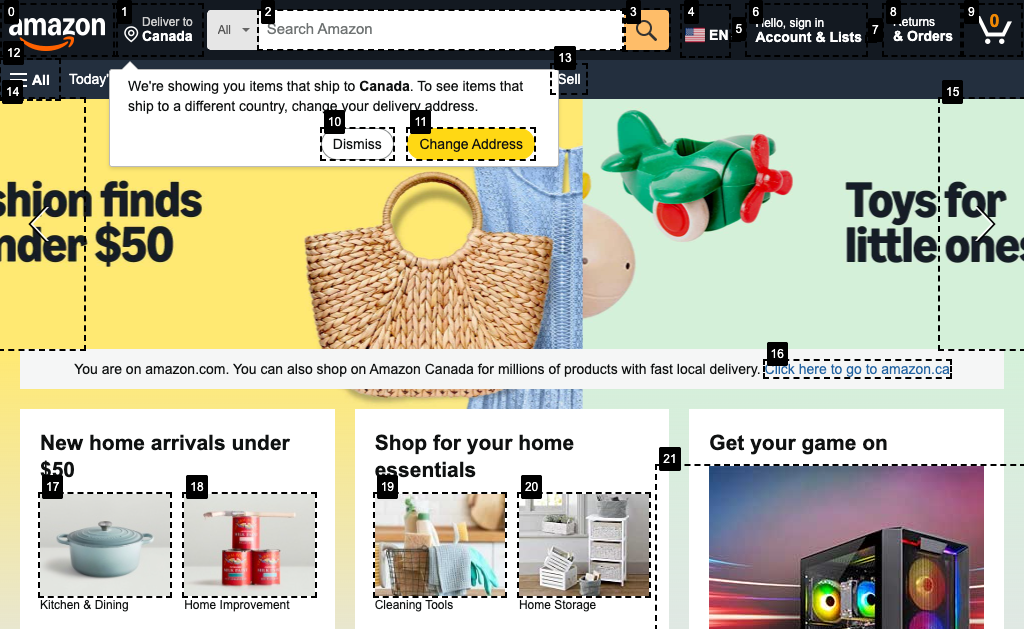 0
1
2
3
4
5
6
7
8
9
amazon
Deliver to
Canada
All
Search Amazon
EN
Hello, sign in
Account & Lists
Returns
& Orders
0
12
All
Today'
13
Sell
We're showing you items that ship to Canada. To see items that
ship to a different country, change your delivery address.
10
Dismiss
11
Change Address
14
15
shion finds
nder $50
Toys for
little ones
16
You are on amazon.com. You can also shop on Amazon Canada for millions of products with fast local delivery. Click here to go to amazon.ca
New home arrivals under
$50
17
18
Kitchen & Dining
Home Improvement
Shop for your home
essentials
19
20
Cleaning Tools
Home Storage
Get your game on
21